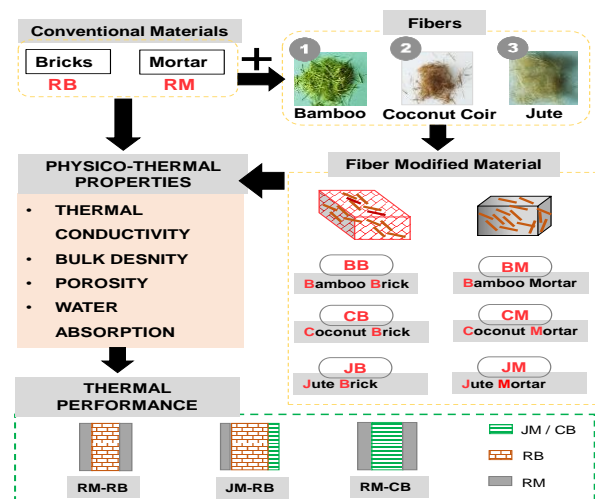 Conventional Materials
Bricks
Mortar
RB
RM
Fibers
1
2
3
Bamboo
Coconut Coir
Jute
PHYSICO-THERMAL
PROPERTIES
• THERMAL
CONDUCTIVITY
• BULK DESNITY
• POROSITY
• WATER
ABSORPTION
Fiber Modified Material
BB
Bamboo Brick
BM
Bamboo Mortar
CB
Coconut Brick
CM
Coconut Mortar
JB
Jute Brick
JM
Jute Mortar
THERMAL
PERFORMANCE
RM-RB
JM-RB
RM-CB
JM / CB
RB
RM